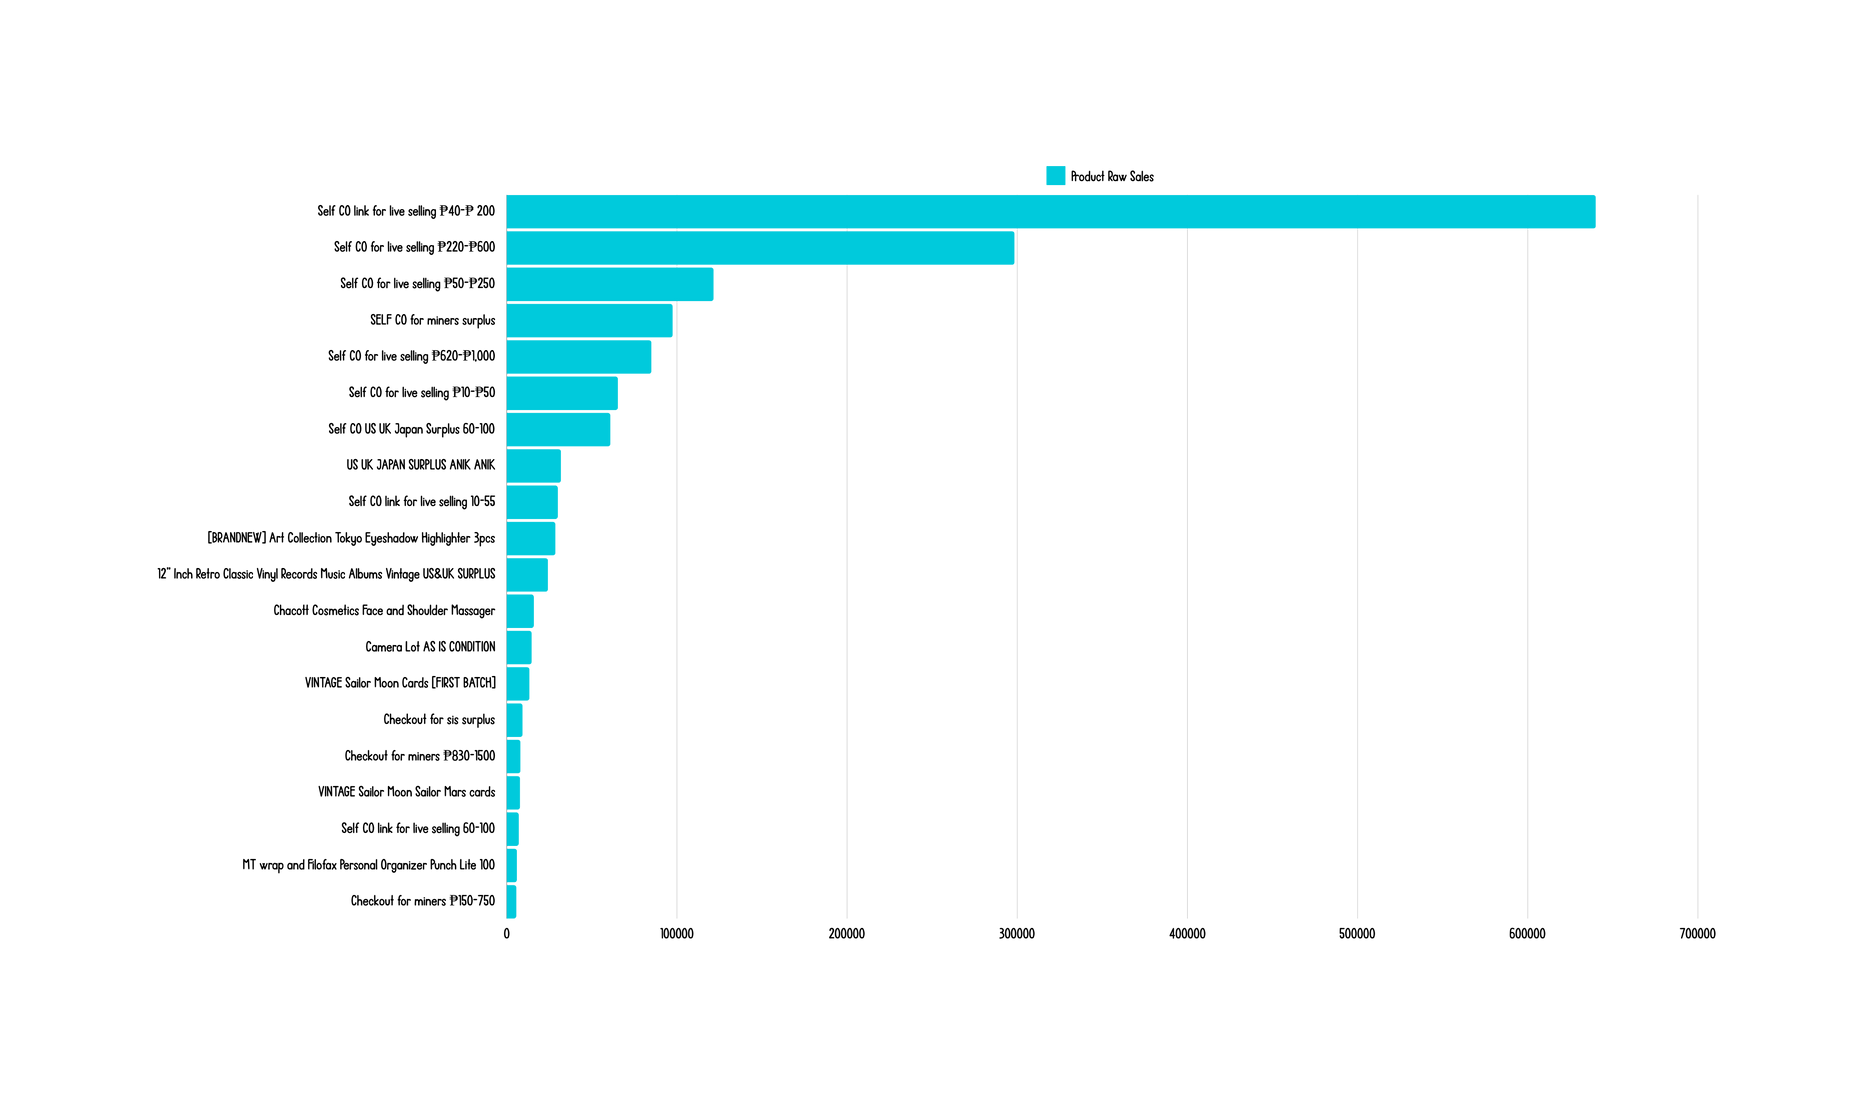 Product Raw Sales
Self CO link for live selling ₱40-₱ 200
Self CO for live selling ₱220-₱600
Self CO for live selling ₱50-₱250
SELF CO for miners surplus
Self CO for live selling ₱620-₱1,000
Self CO for live selling ₱10-₱50
Self CO US UK Japan Surplus 60-100
US UK JAPAN SURPLUS ANIK ANIK
Self CO link for live selling 10-55
[BRANDNEW] Art Collection Tokyo Eyeshadow Highlighter 3pcs
12" Inch Retro Classic Vinyl Records Music Albums Vintage US&UK SURPLUS
Chacott Cosmetics Face and Shoulder Massager
Camera Lot AS IS CONDITION
VINTAGE Sailor Moon Cards [FIRST BATCH]
Checkout for sis surplus
Checkout for miners ₱830-1500
VINTAGE Sailor Moon Sailor Mars cards
Self CO link for live selling 60-100
MT wrap and Filofax Personal Organizer Punch Lite 100
Checkout for miners ₱150-750
0 100000 200000 300000 400000 500000 600000 700000